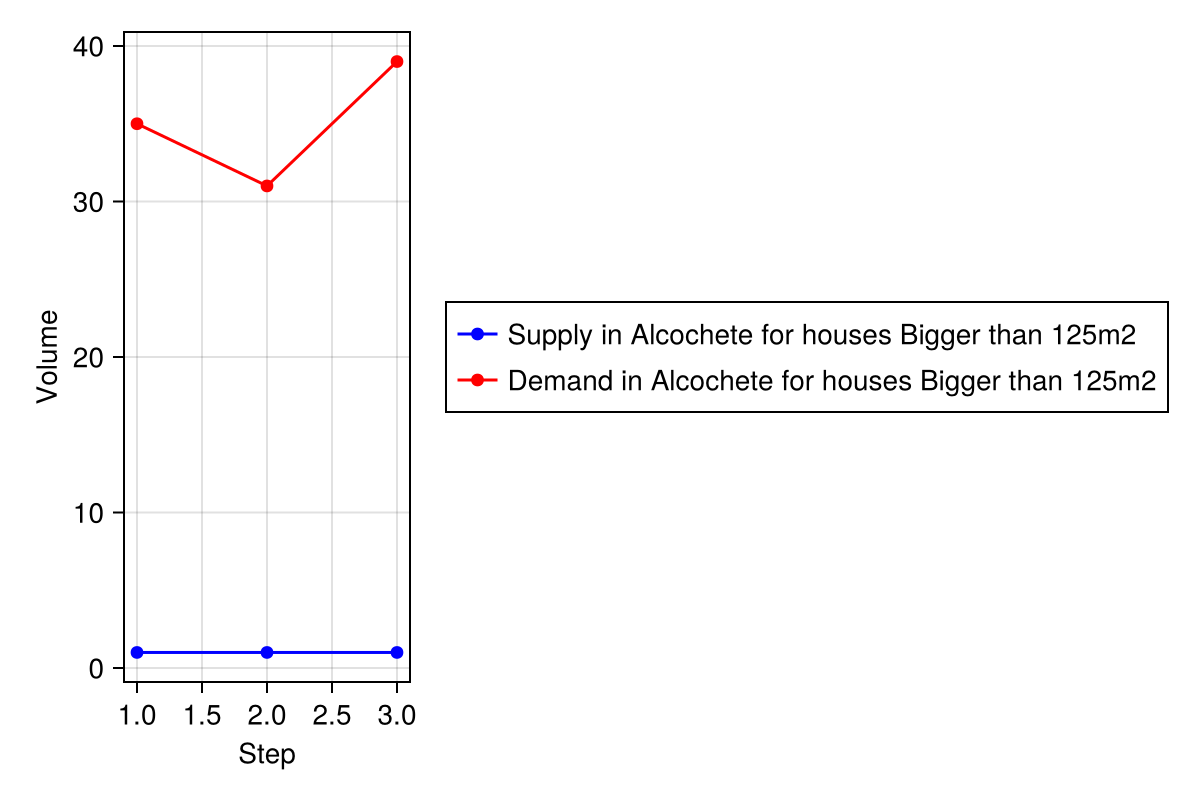 40
30
20
10
0
Volume
1.0 1.5 2.0 2.5 3.0
Step
Supply in Alcochete for houses Bigger than 125m2
Demand in Alcochete for houses Bigger than 125m2